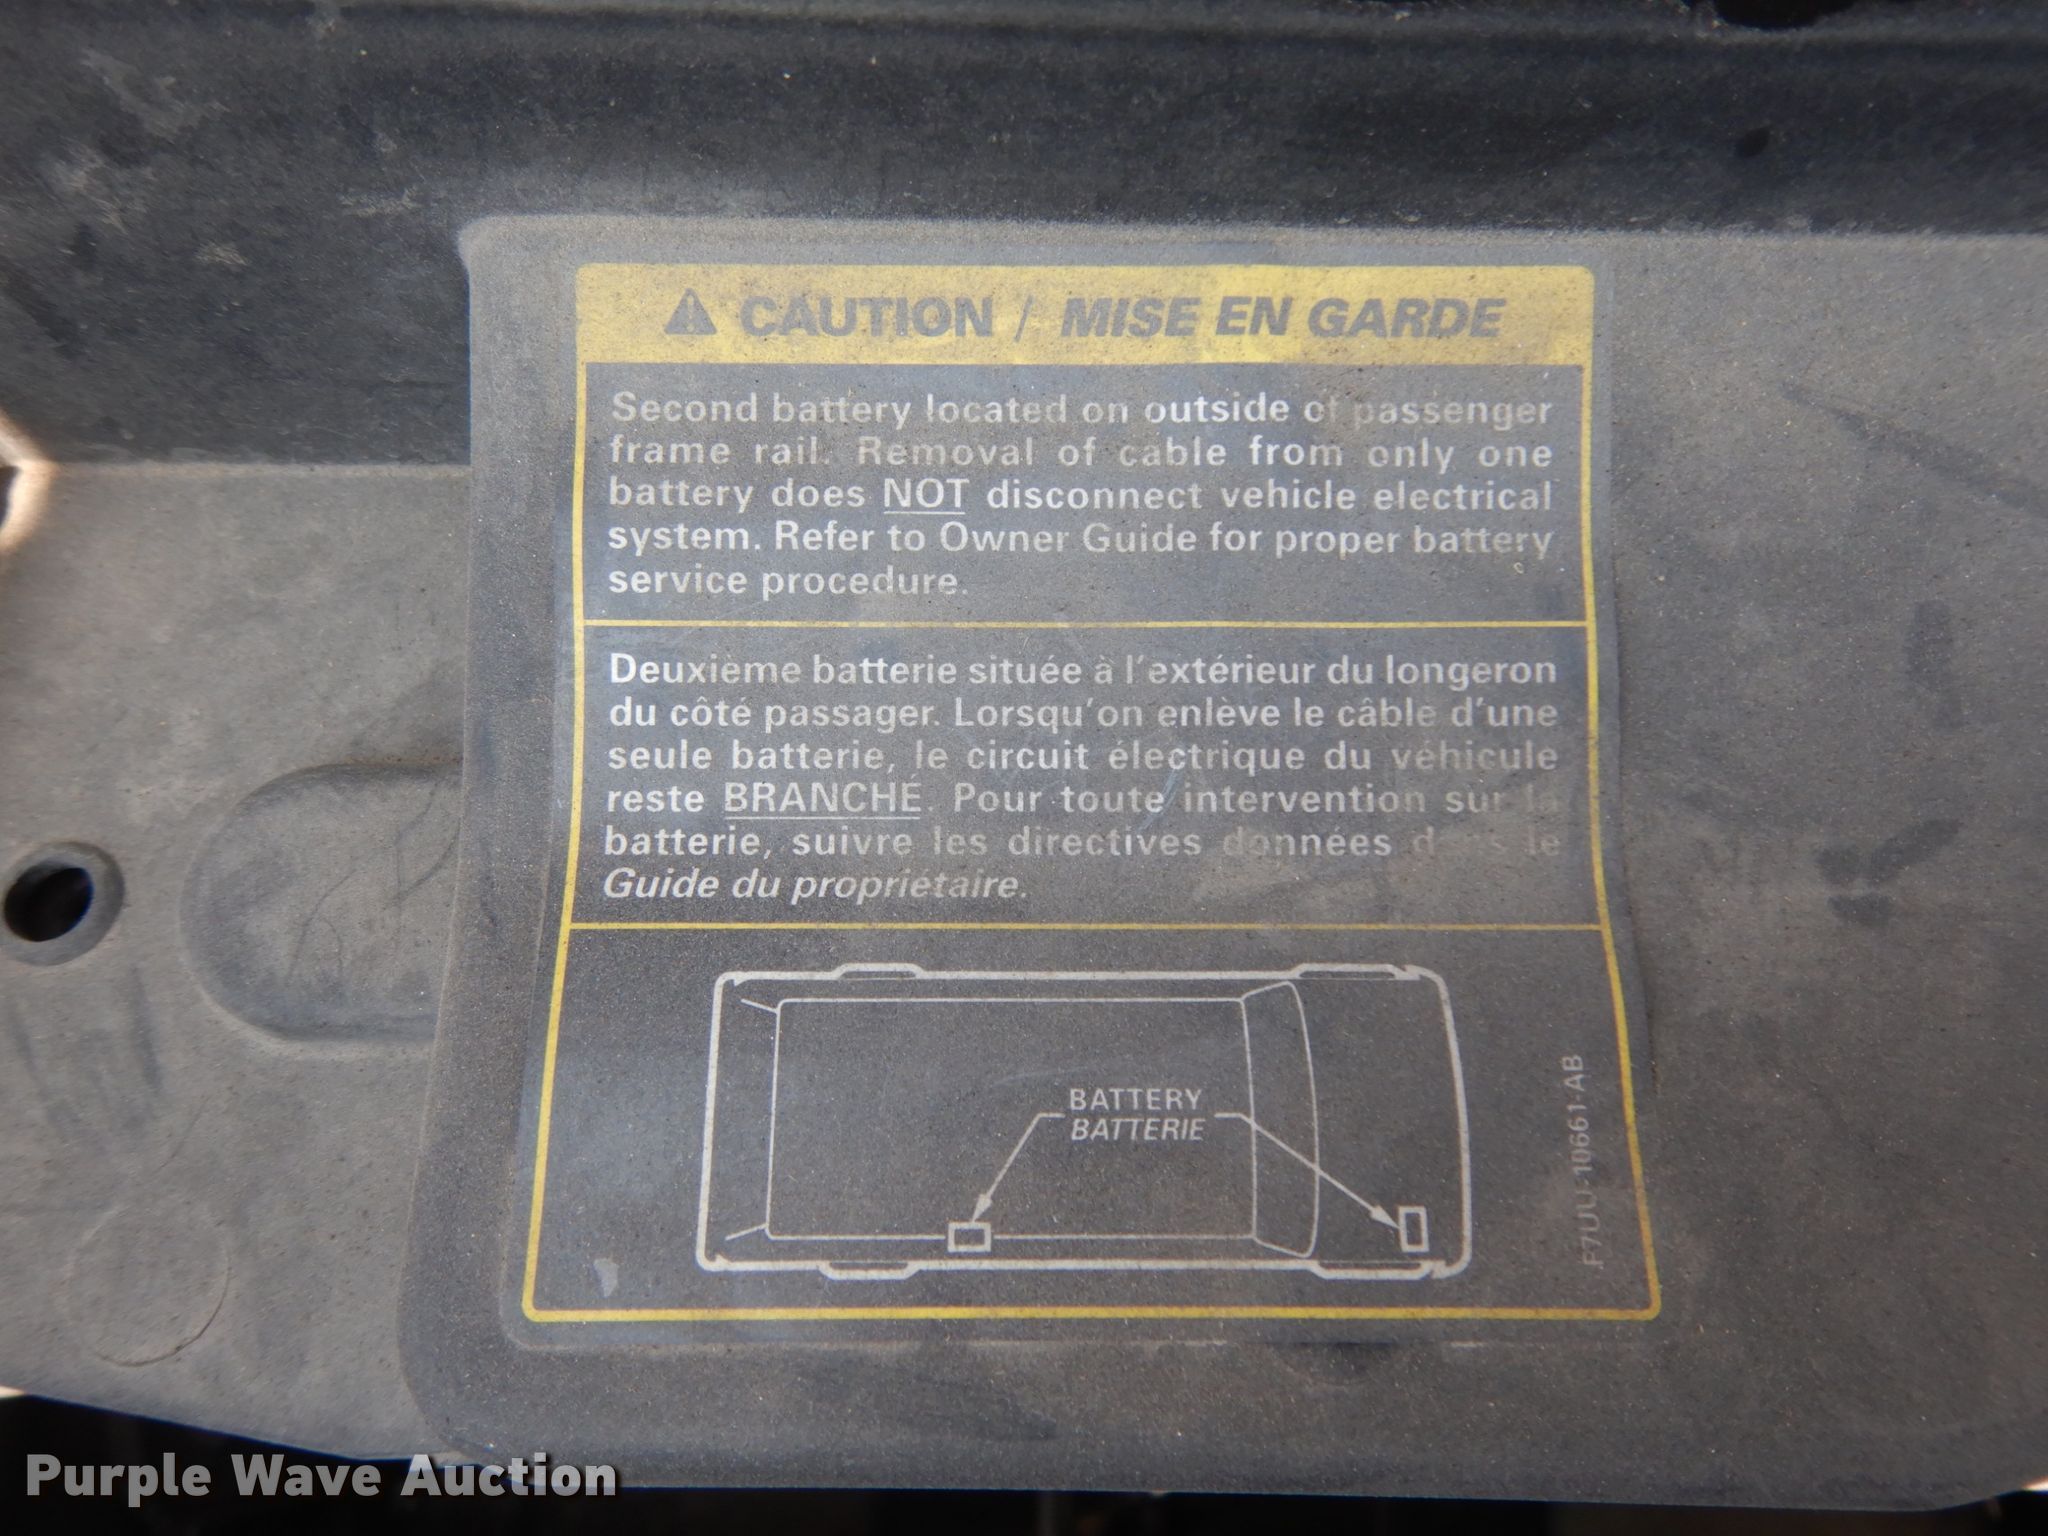 CAUTION / MISE EN GARDE
Second battery located on outside of passenger
frame rail. Removal of cable from only one
battery does NOT disconnect vehicle electrical
system. Refer to Owner Guide for proper battery
service procedure.
Deuxième batterie située à l'extérieur du longeron
du côté passager. Lorsqu'on enlève le câble d'une
seule batterie, le circuit électrique du véhicule
reste BRANCHÉ. Pour toute intervention sur la
batterie, suivre les directives données dans le
Guide du propriétaire.
BATTERY
BATTERIE
F7UU-10661-AB
Purple Wave Auction